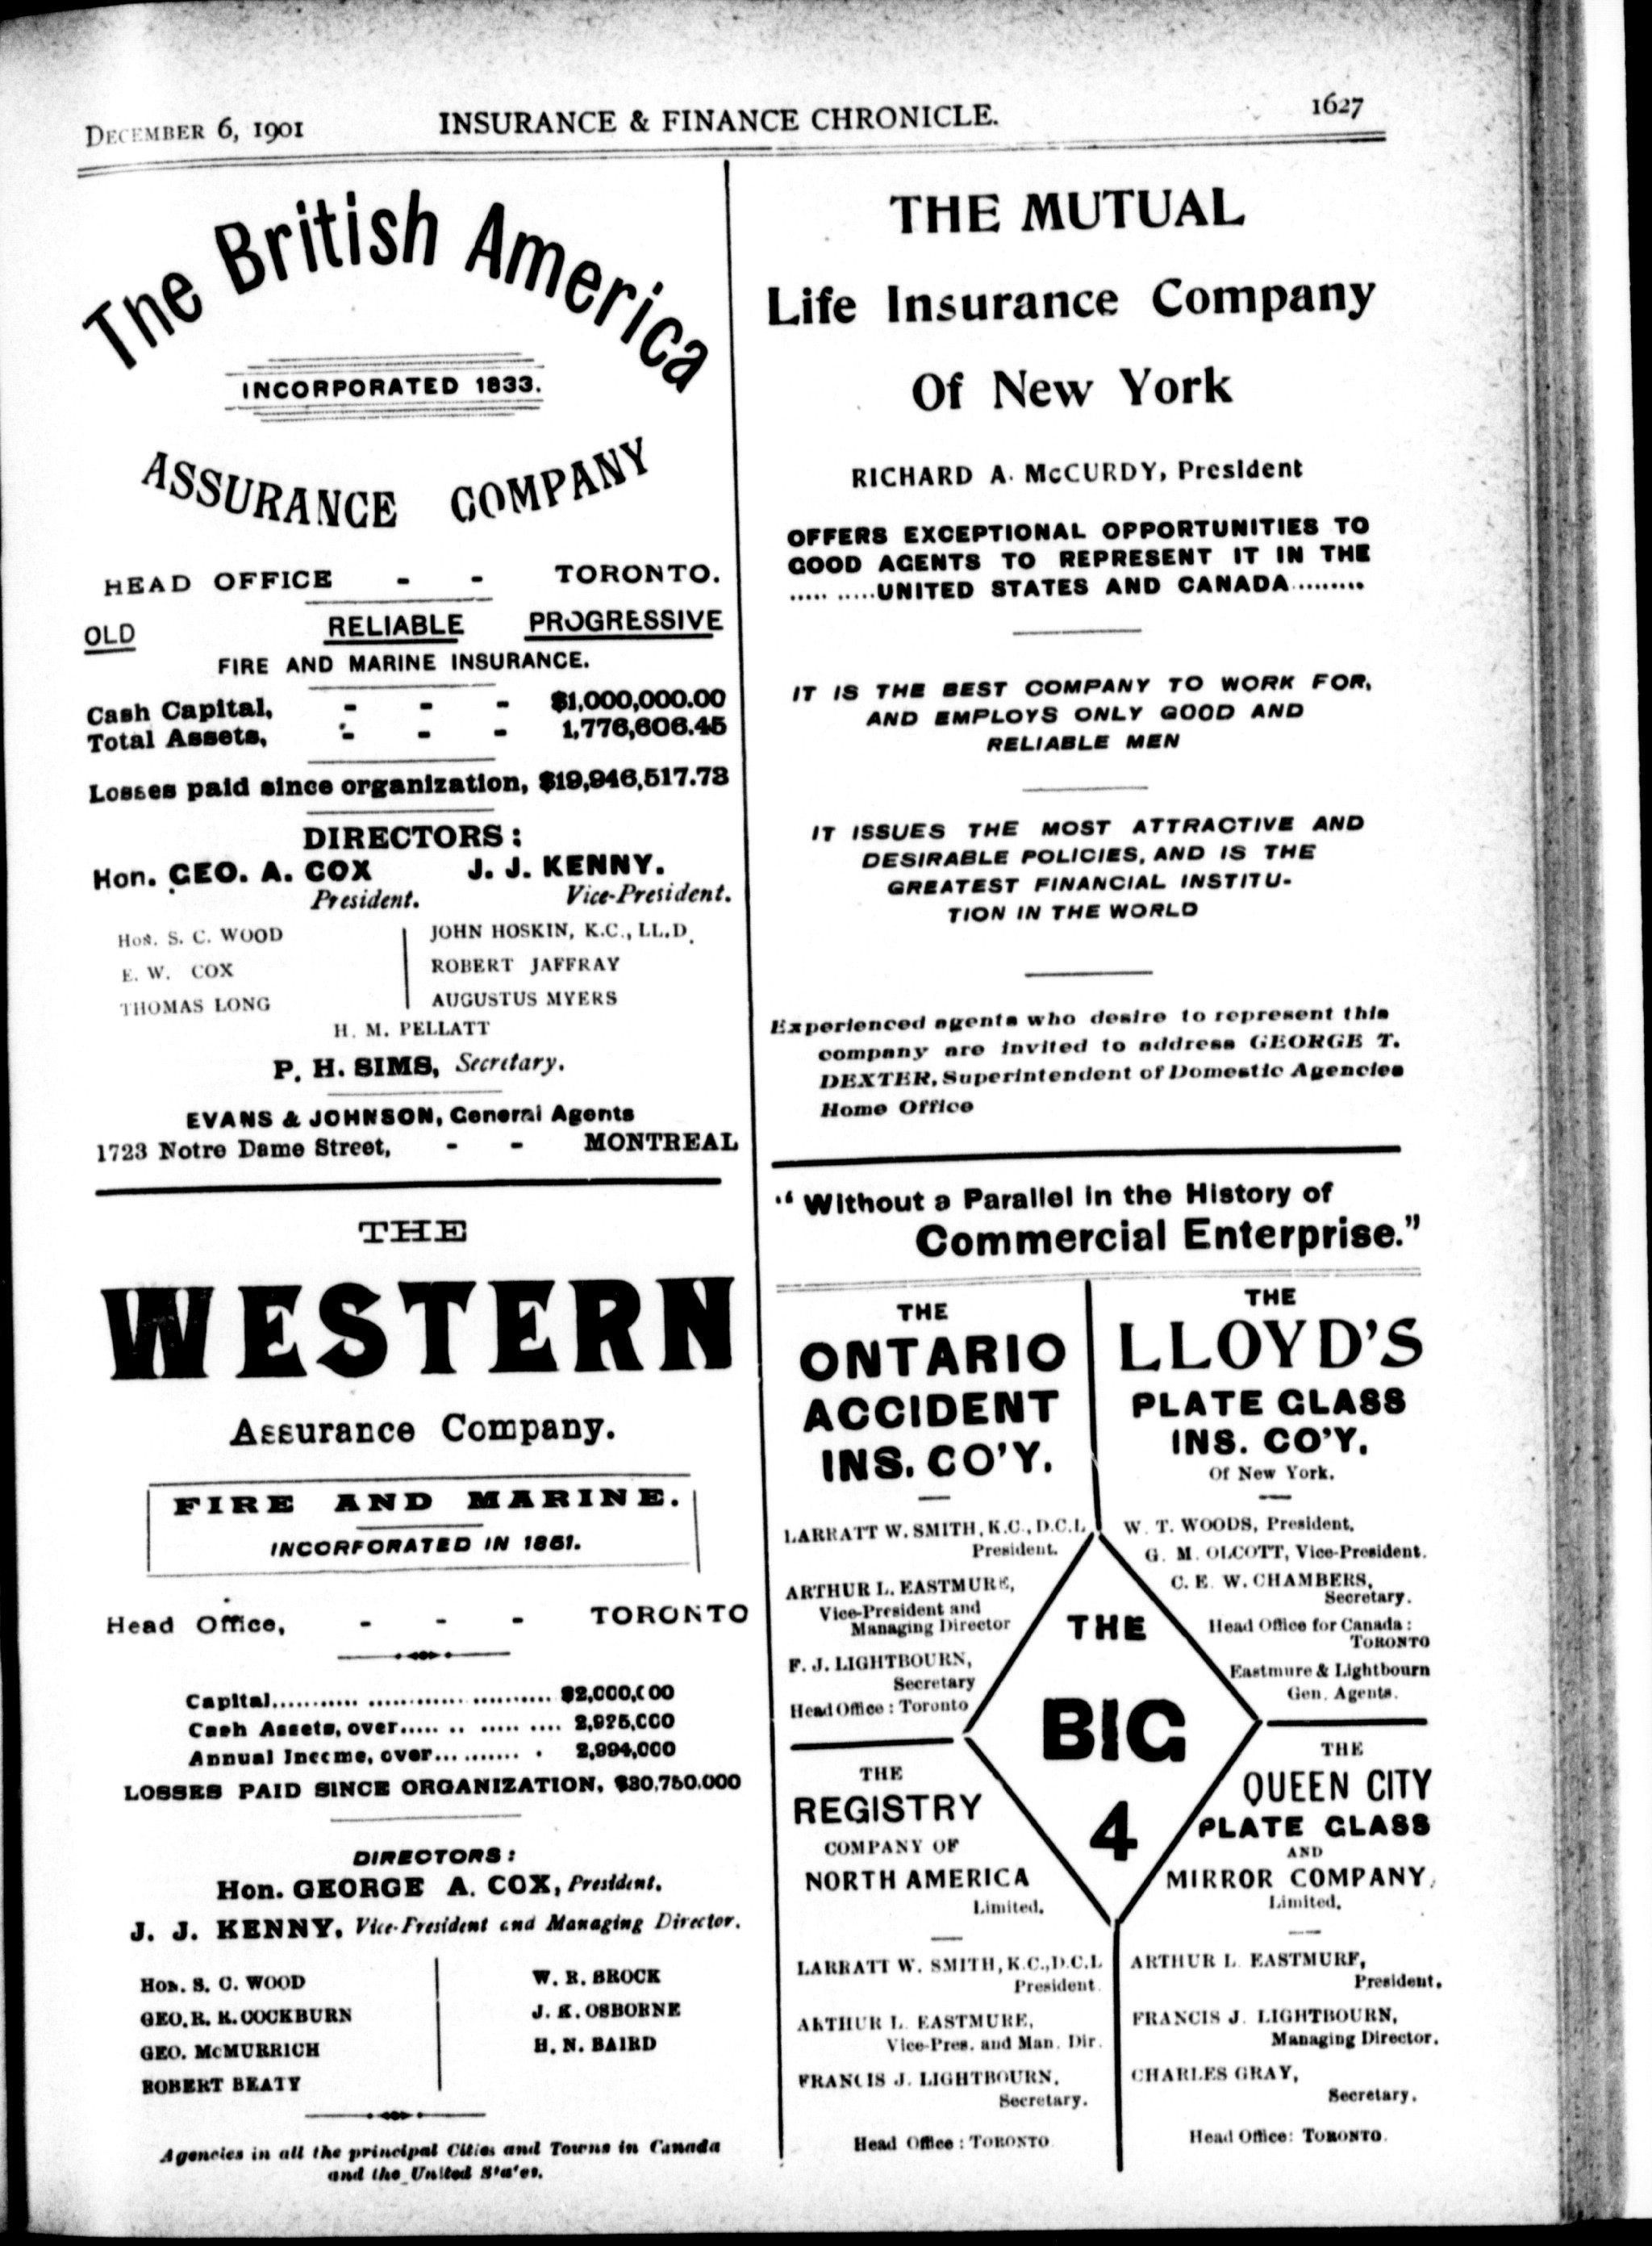 DECEMBER 6, 1901 INSURANCE & FINANCE CHRONICLE. 1627
The British America
INCORPORATED 1833.
ASSURANCE COMPANY
HEAD OFFICE - - TORONTO.
OLD RELIABLE PROGRESSIVE
FIRE AND MARINE INSURANCE.
Cash Capital, - - - $1,000,000.00
Total Assets, - - - 1,776,606.45
Losses paid since organization, $19,946,517.73
DIRECTORS:
Hon. GEO. A. COX J. J. KENNY.
President. Vice-President.
Hon. S. C. WOOD JOHN HOSKIN, K.C., LL.D.
E. W. COX ROBERT JAFFRAY
THOMAS LONG AUGUSTUS MYERS
H. M. PELLATT
P. H. SIMS, Secretary.
EVANS & JOHNSON, General Agents
1723 Notre Dame Street, - - MONTREAL
THE
WESTERN
Assurance Company.
FIRE AND MARINE.
INCORPORATED IN 1851.
Head Office, - - - TORONTO
Capital.......... $2,000,000
Cash Assets, over.......... 2,925,000
Annual Income, over.......... 2,994,000
LOSSES PAID SINCE ORGANIZATION, $30,750,000
DIRECTORS:
Hon. GEORGE A. COX, President.
J. J. KENNY, Vice-President and Managing Director.
Hon. S. C. WOOD W. R. BROCK
GEO. R. R. COCKBURN J. K. OSBORNE
GEO. McMURRICH H. N. BAIRD
ROBERT BEATY
Agencies in all the principal Cities and Towns in Canada
and the United States.
THE MUTUAL
Life Insurance Company
Of New York
RICHARD A. McCURDY, President
OFFERS EXCEPTIONAL OPPORTUNITIES TO
GOOD AGENTS TO REPRESENT IT IN THE
..........UNITED STATES AND CANADA.........
IT IS THE BEST COMPANY TO WORK FOR,
AND EMPLOYS ONLY GOOD AND
RELIABLE MEN
IT ISSUES THE MOST ATTRACTIVE AND
DESIRABLE POLICIES, AND IS THE
GREATEST FINANCIAL INSTITU-
TION IN THE WORLD
Experienced agents who desire to represent this
company are invited to address GEORGE T.
DEXTER, Superintendent of Domestic Agencies
Home Office
"Without a Parallel in the History of
Commercial Enterprise."
THE
ONTARIO
ACCIDENT
INS. CO'Y.
LARRATT W. SMITH, K.C., D.C.L
President.
ARTHUR L. EASTMURE,
Vice-President and
Managing Director
F. J. LIGHTBOURN,
Secretary
Head Office: Toronto
THE
LLOYD'S
PLATE GLASS
INS. CO'Y.
Of New York.
W. T. WOODS, President.
G. M. OLCOTT, Vice-President.
C. E. W. CHAMBERS,
Secretary.
Head Office for Canada:
TORONTO
Eastmure & Lightbourn
Gen. Agents.
THE
BIG
4
THE
REGISTRY
COMPANY OF
NORTH AMERICA
Limited.
LARRATT W. SMITH, K.C., D.C.L
President.
ARTHUR L. EASTMURE,
Vice-Pres. and Man. Dir.
FRANCIS J. LIGHTBOURN,
Secretary.
Head Office: TORONTO
THE
QUEEN CITY
PLATE GLASS
AND
MIRROR COMPANY,
Limited.
ARTHUR L. EASTMURE,
President.
FRANCIS J. LIGHTBOURN,
Managing Director.
CHARLES GRAY,
Secretary.
Head Office: TORONTO.